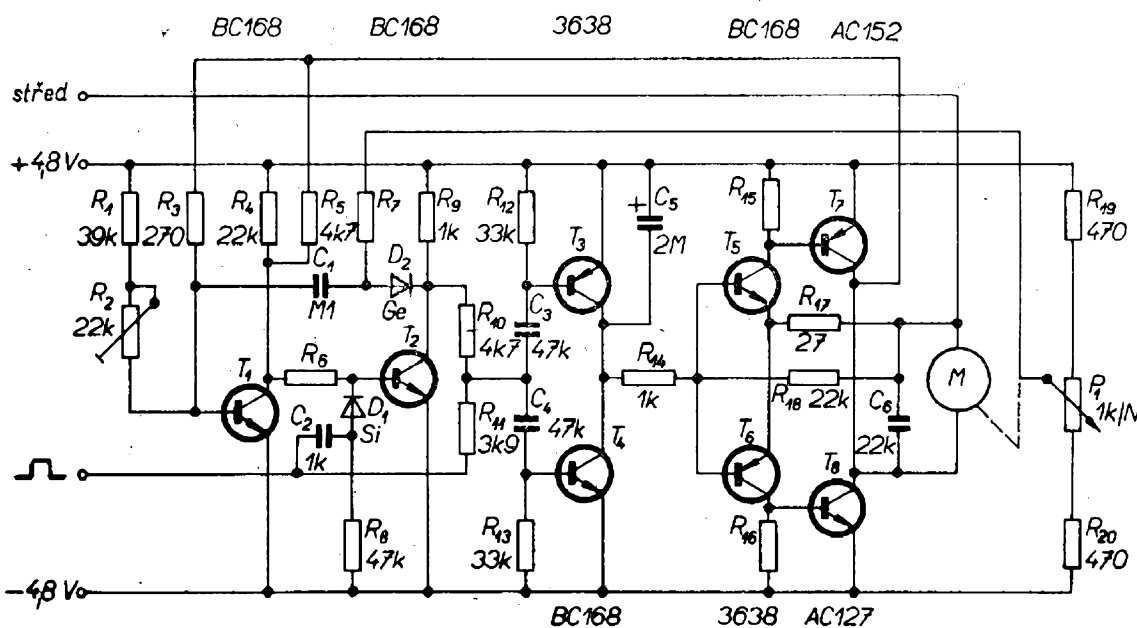 BC168 BC168 3638 BC168 AC152
střed
+4,8V
R1 39k
R3 270
R4 22k
R5 4k7
R7
R9 1k
R12 33k
C5 + 2M
R15
T7
R19 470
C1 M1
D2 Ge
T3
T5
R2 22k
R10 4k7
C3 47k
R17 27
R14 1k
T1
R6
T2
M
P1 1k/N
R18 22k
C6 22k
C2 1k
D1 Si
R11 3k9
C4 47k
T4
T6
T8
R8 47k
R13 33k
R16
R20 470
-4,8V
BC168 3638 AC127